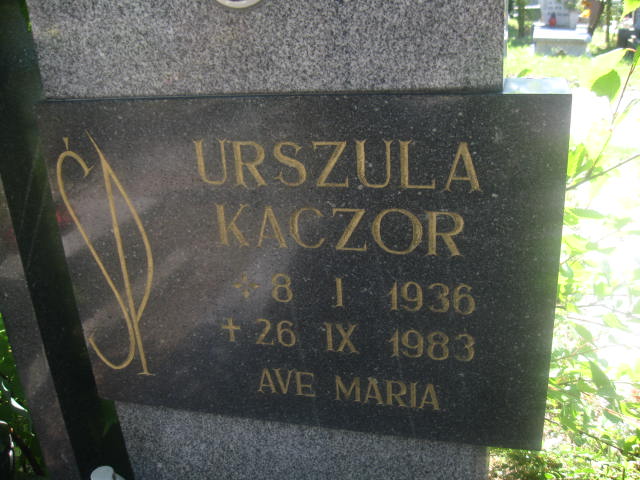 ŚP
URSZULA
KACZOR
8 I 1936
+ 26 IX 1983
AVE MARIA